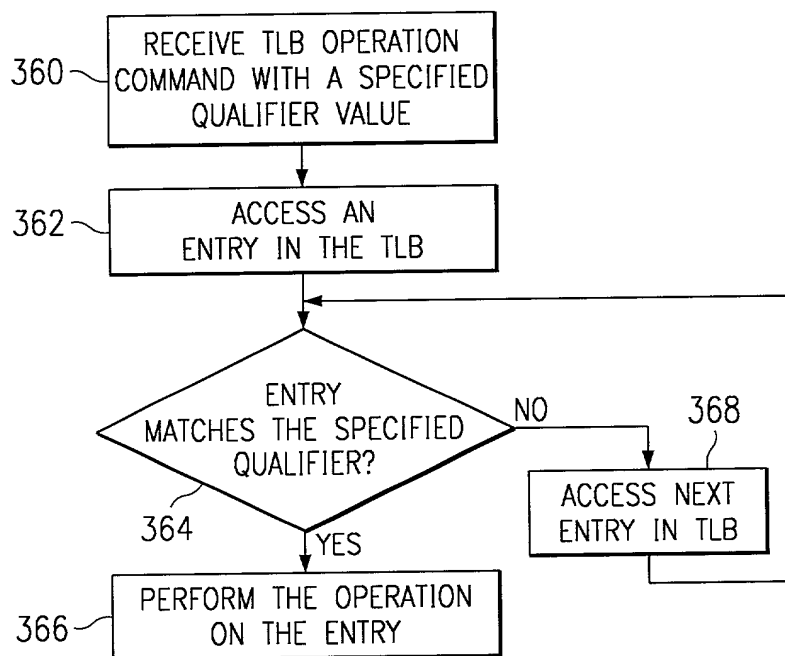 360
RECEIVE TLB OPERATION
COMMAND WITH A SPECIFIED
QUALIFIER VALUE
362
ACCESS AN
ENTRY IN THE TLB
ENTRY
MATCHES THE SPECIFIED
QUALIFIER?
364
NO
YES
368
ACCESS NEXT
ENTRY IN TLB
366
PERFORM THE OPERATION
ON THE ENTRY